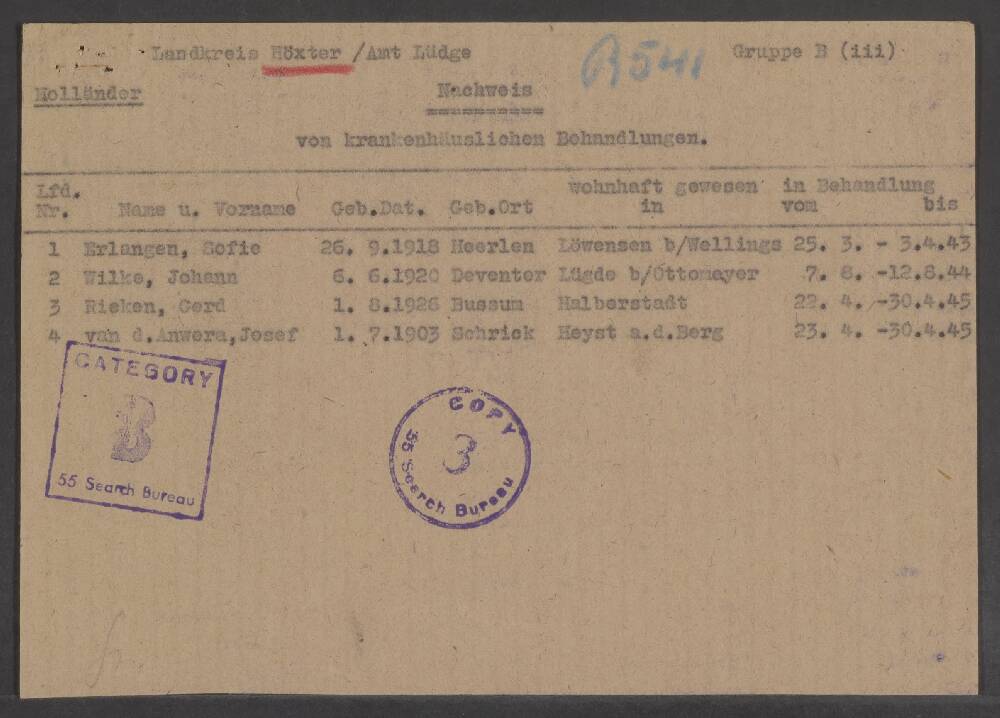 Landkreis Höxter /Amt Lüdge
R541
Gruppe B (iii)
Holländer
Nachweis
von krankenhäuslichen Behandlungen.
Lfd. Nr. Name u. Vorname Geb.Dat. Geb.Ort wohnhaft gewesen in in Behandlung vom bis
1 Erlangen, Sofie 26. 9.1918 Heerlen Löwensen b/Wellings 25. 3. - 3.4.43
2 Wilke, Johann 6. 6.1920 Deventer Lügde b/Ottomeyer 7. 8. -12.8.44
3 Rieken, Gerd 1. 8.1926 Bussum Halberstadt 22. 4. -30.4.45
4 van d.Anwera,Josef 1. 7.1903 Schrick Heyst a.d.Berg 23. 4. -30.4.45
CATEGORY
B
55 Search Bureau
COPY
3
55 Search Bureau